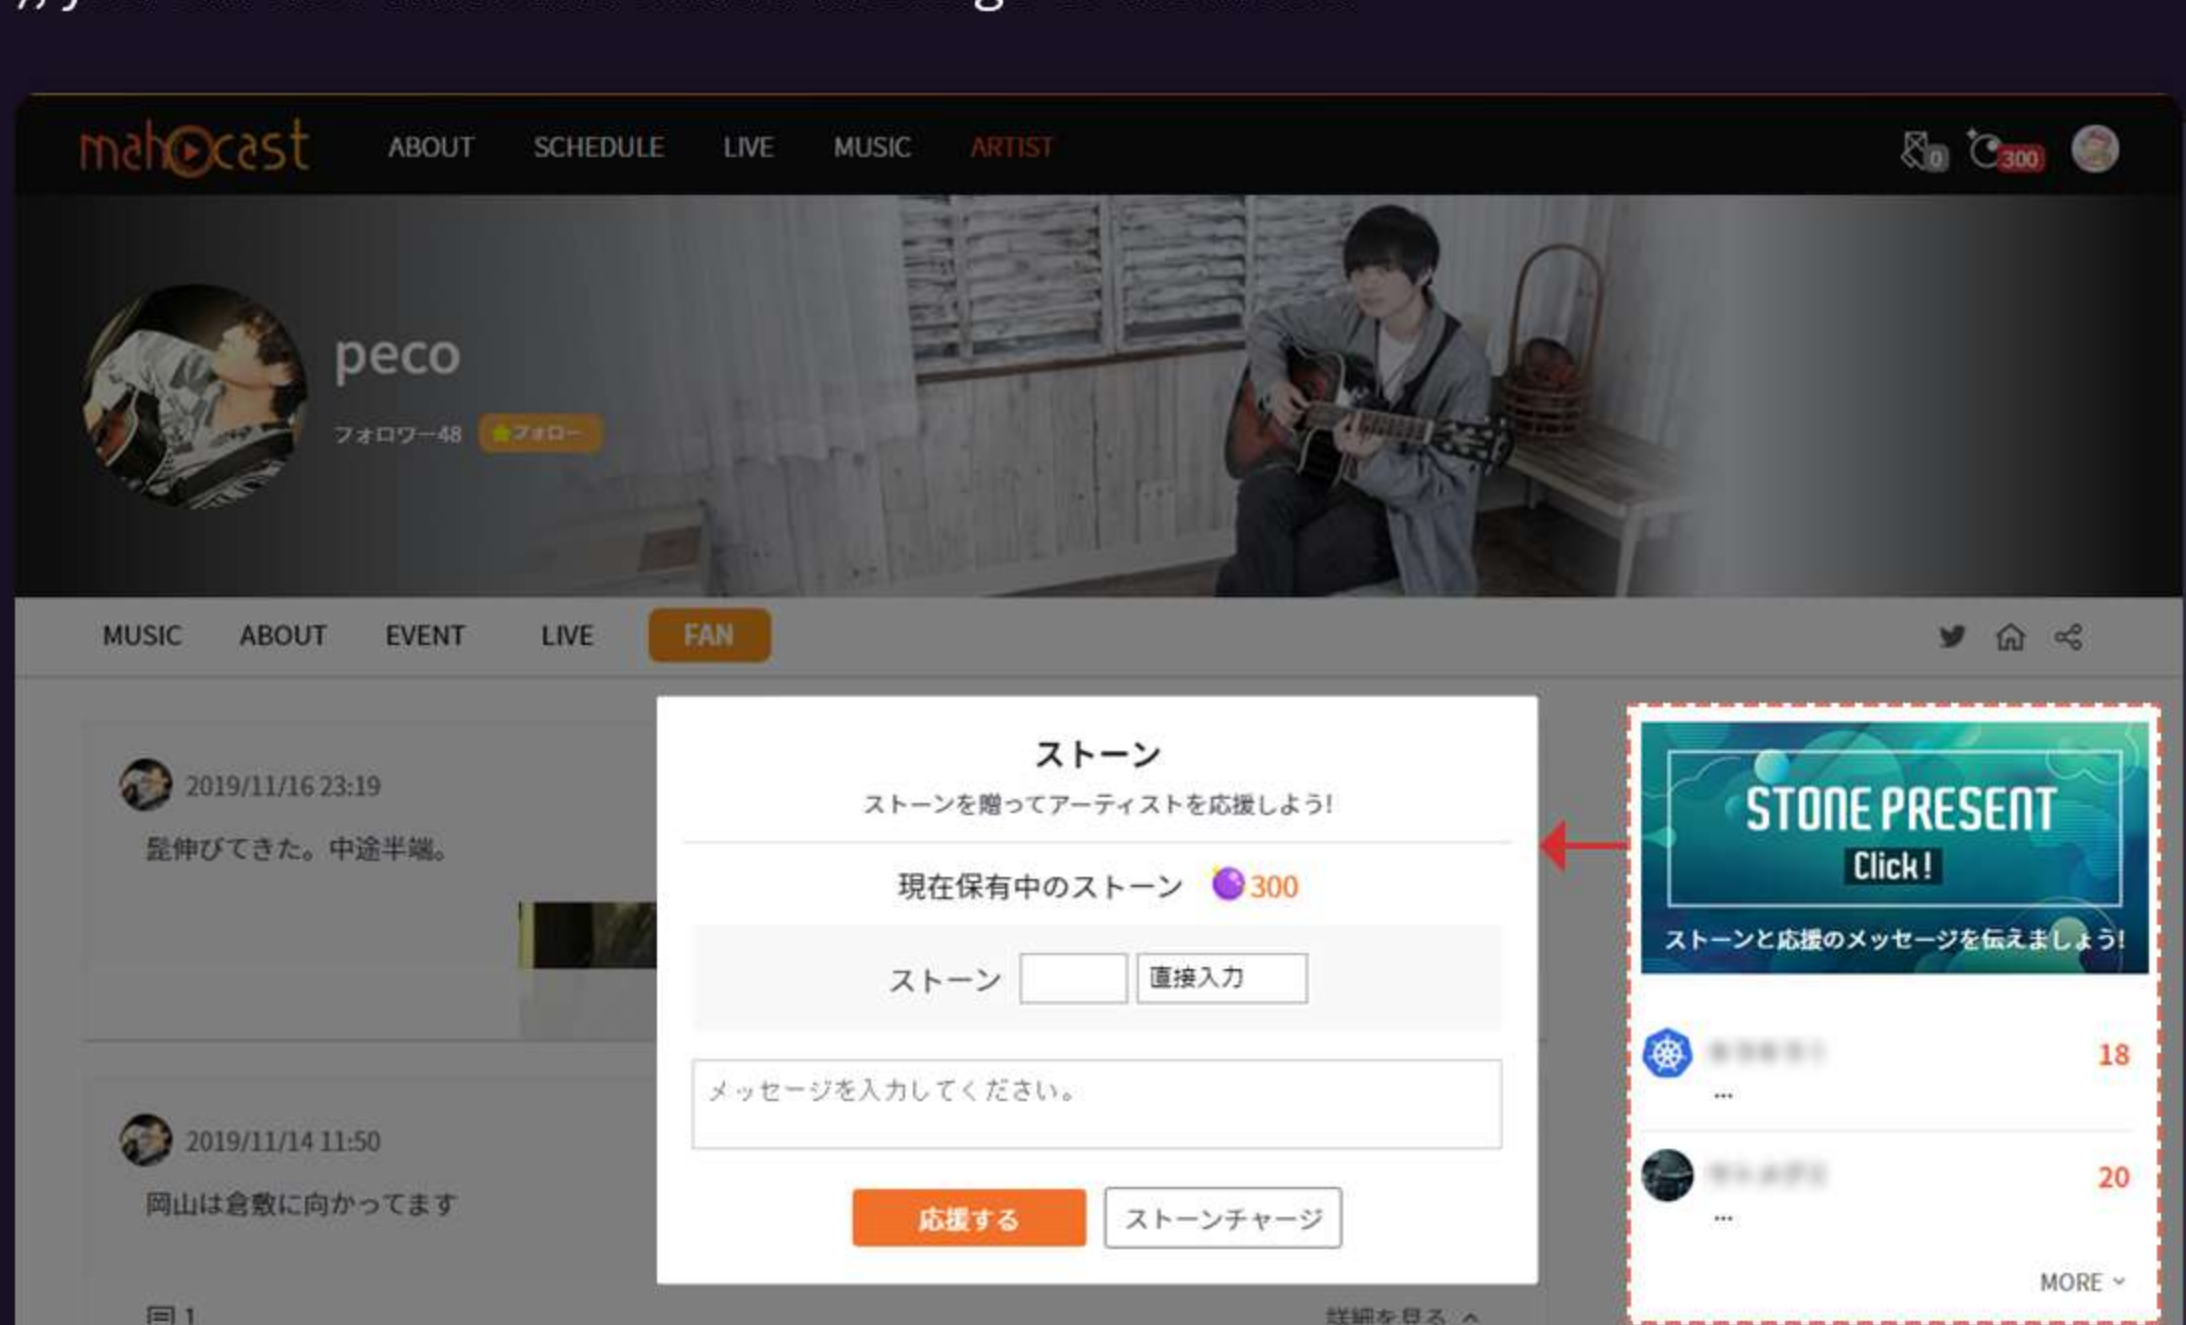 mahocast
ABOUT SCHEDULE LIVE MUSIC ARTIST
0 300
peco
フォロワー48 フォロー
MUSIC ABOUT EVENT LIVE FAN
2019/11/16 23:19
髭伸びてきた。中途半端。
2019/11/14 11:50
岡山は倉敷に向かってます
1
詳細を見る
ストーン
ストーンを贈ってアーティストを応援しよう!
現在保有中のストーン 300
ストーン 直接入力
メッセージを入力してください。
応援する ストーンチャージ
STONE PRESENT
Click!
ストーンと応援のメッセージを伝えましょう!
18
...
20
...
MORE